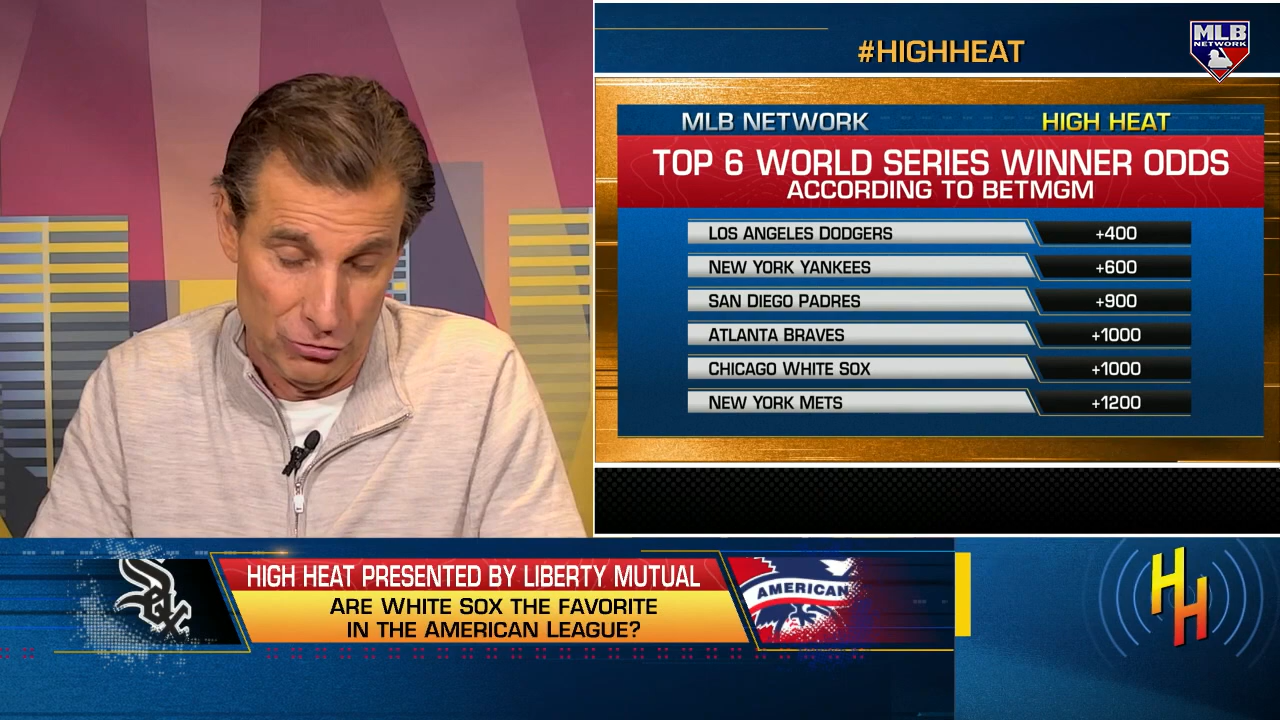 #HIGHHEAT
MLB
NETWORK
MLB NETWORK HIGH HEAT
TOP 6 WORLD SERIES WINNER ODDS
ACCORDING TO BETMGM
LOS ANGELES DODGERS +400
NEW YORK YANKEES +600
SAN DIEGO PADRES +900
ATLANTA BRAVES +1000
CHICAGO WHITE SOX +1000
NEW YORK METS +1200
SOX
HIGH HEAT PRESENTED BY LIBERTY MUTUAL
ARE WHITE SOX THE FAVORITE
IN THE AMERICAN LEAGUE?
AMERICAN
HH